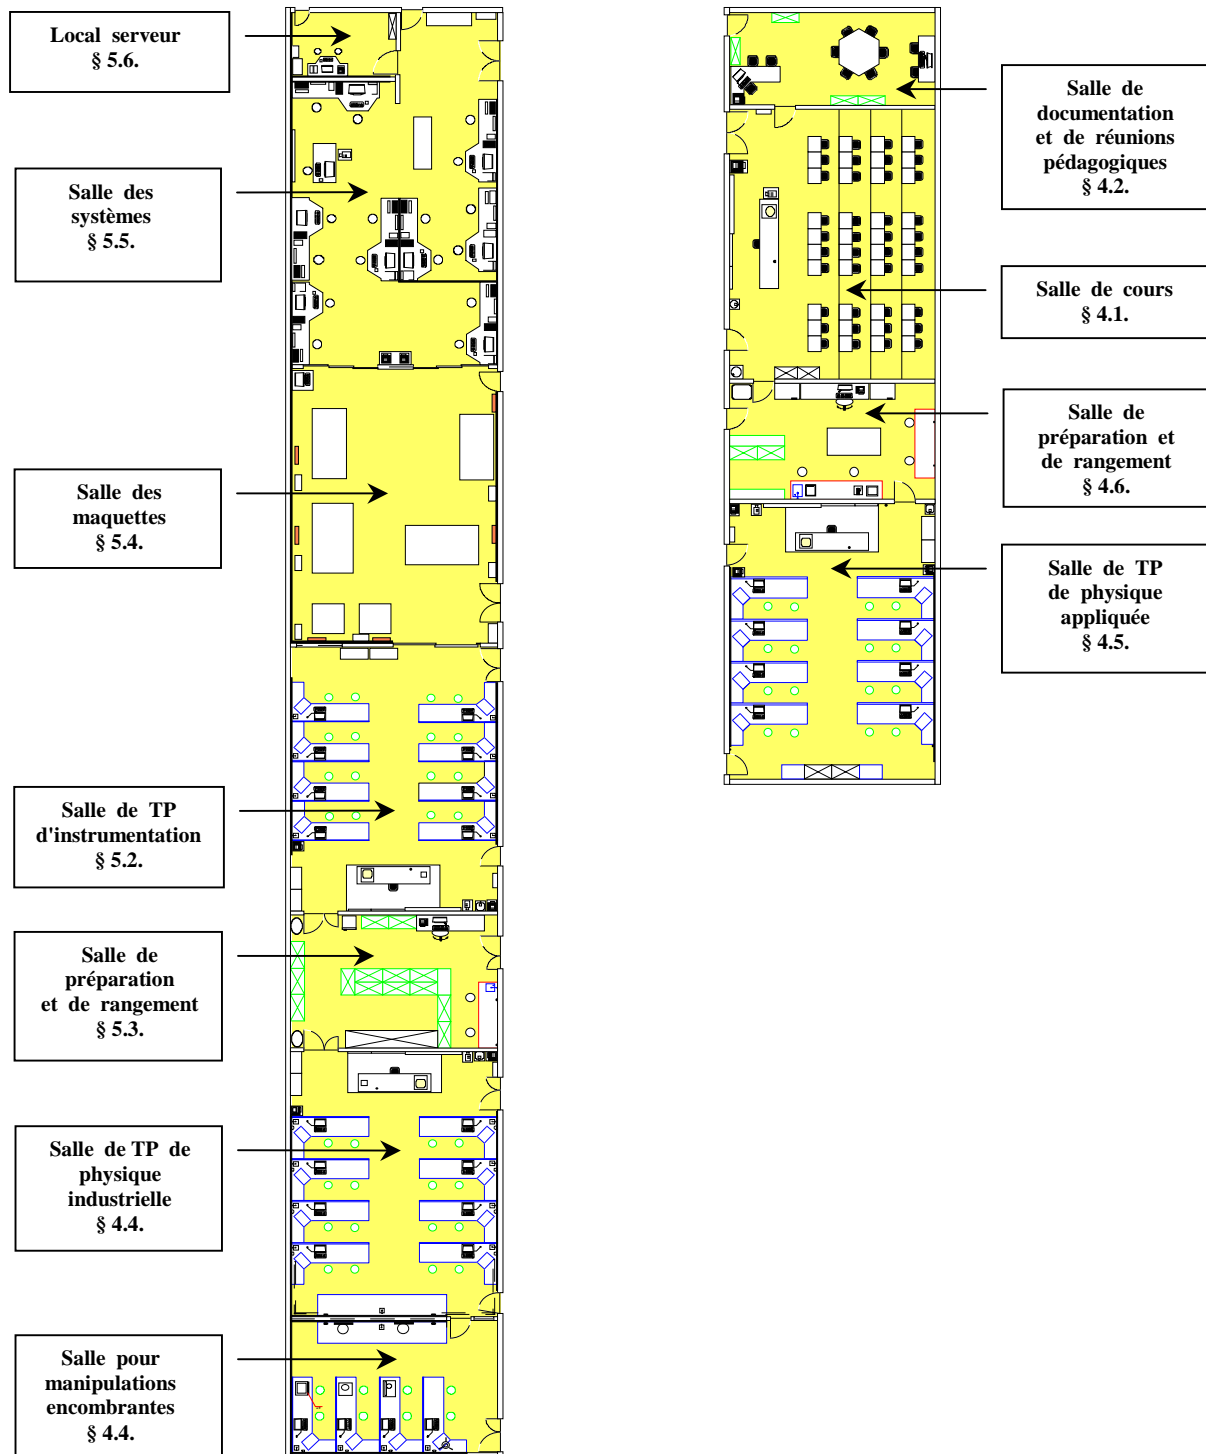 Local serveur
§ 5.6.
Salle des
systèmes
§ 5.5.
Salle des
maquettes
§ 5.4.
Salle de TP
d'instrumentation
§ 5.2.
Salle de
préparation
et de rangement
§ 5.3.
Salle de TP de
physique
industrielle
§ 4.4.
Salle pour
manipulations
encombrantes
§ 4.4.
Salle de
documentation
et de réunions
pédagogiques
§ 4.2.
Salle de cours
§ 4.1.
Salle de
préparation et
de rangement
§ 4.6.
Salle de TP
de physique
appliquée
§ 4.5.